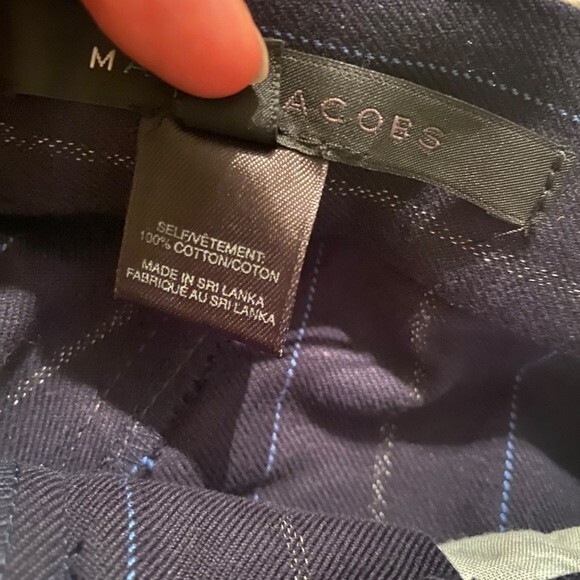 MA ACOBS
SELF/VÊTEMENT:
100% COTTON/COTON
MADE IN SRI LANKA
FABRIQUÉ AU SRI LANKA